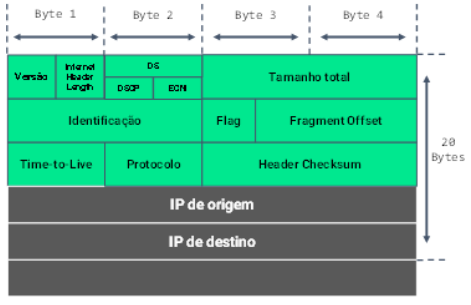 Byte 1 Byte 2 Byte 3 Byte 4
Versão Internet Header Length DS Tamanho total
DSCP ECN
Identificação Flag Fragment Offset
20 Bytes
Time-to-Live Protocolo Header Checksum
IP de origem
IP de destino